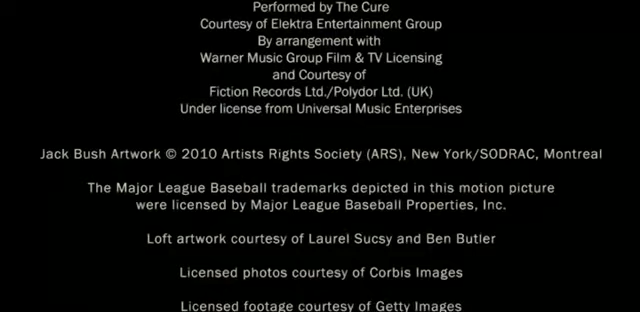 Performed by The Cure
Courtesy of Elektra Entertainment Group
By arrangement with
Warner Music Group Film & TV Licensing
and Courtesy of
Fiction Records Ltd./Polydor Ltd. (UK)
Under license from Universal Music Enterprises
Jack Bush Artwork © 2010 Artists Rights Society (ARS), New York/SODRAC, Montreal
The Major League Baseball trademarks depicted in this motion picture
were licensed by Major League Baseball Properties, Inc.
Loft artwork courtesy of Laurel Sucsy and Ben Butler
Licensed photos courtesy of Corbis Images
Licensed footage courtesy of Getty Images